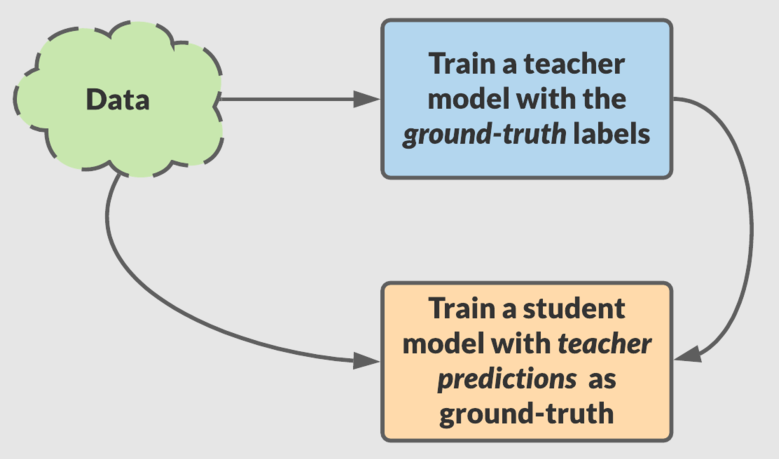 Data
Train a teacher
model with the
ground-truth labels
Train a student
model with teacher
predictions as
ground-truth